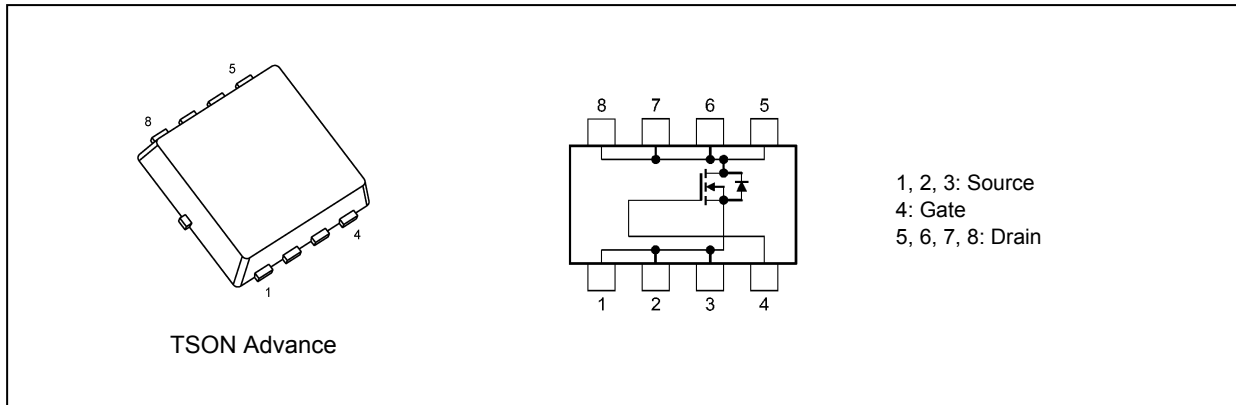 5
8
4
1
TSON Advance
8 7 6 5
1 2 3 4
1, 2, 3: Source
4: Gate
5, 6, 7, 8: Drain